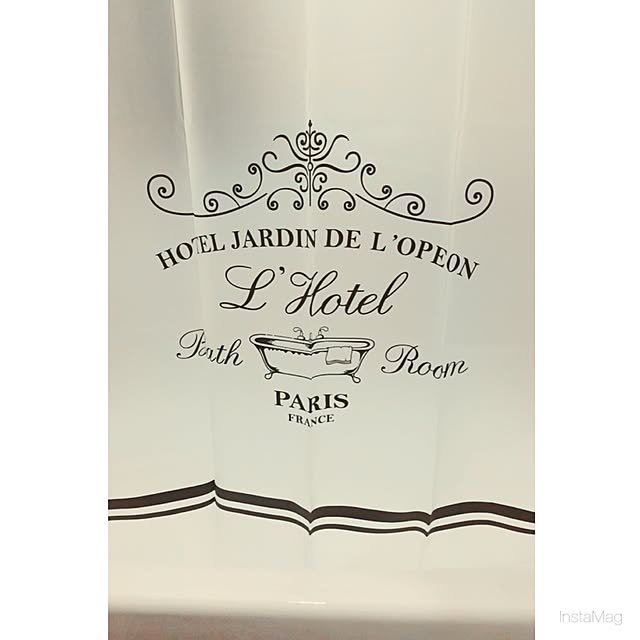 HOTEL JARDIN DE L'OPEON
L'Hotel
Bath Room
PARIS
FRANCE
InstaMag